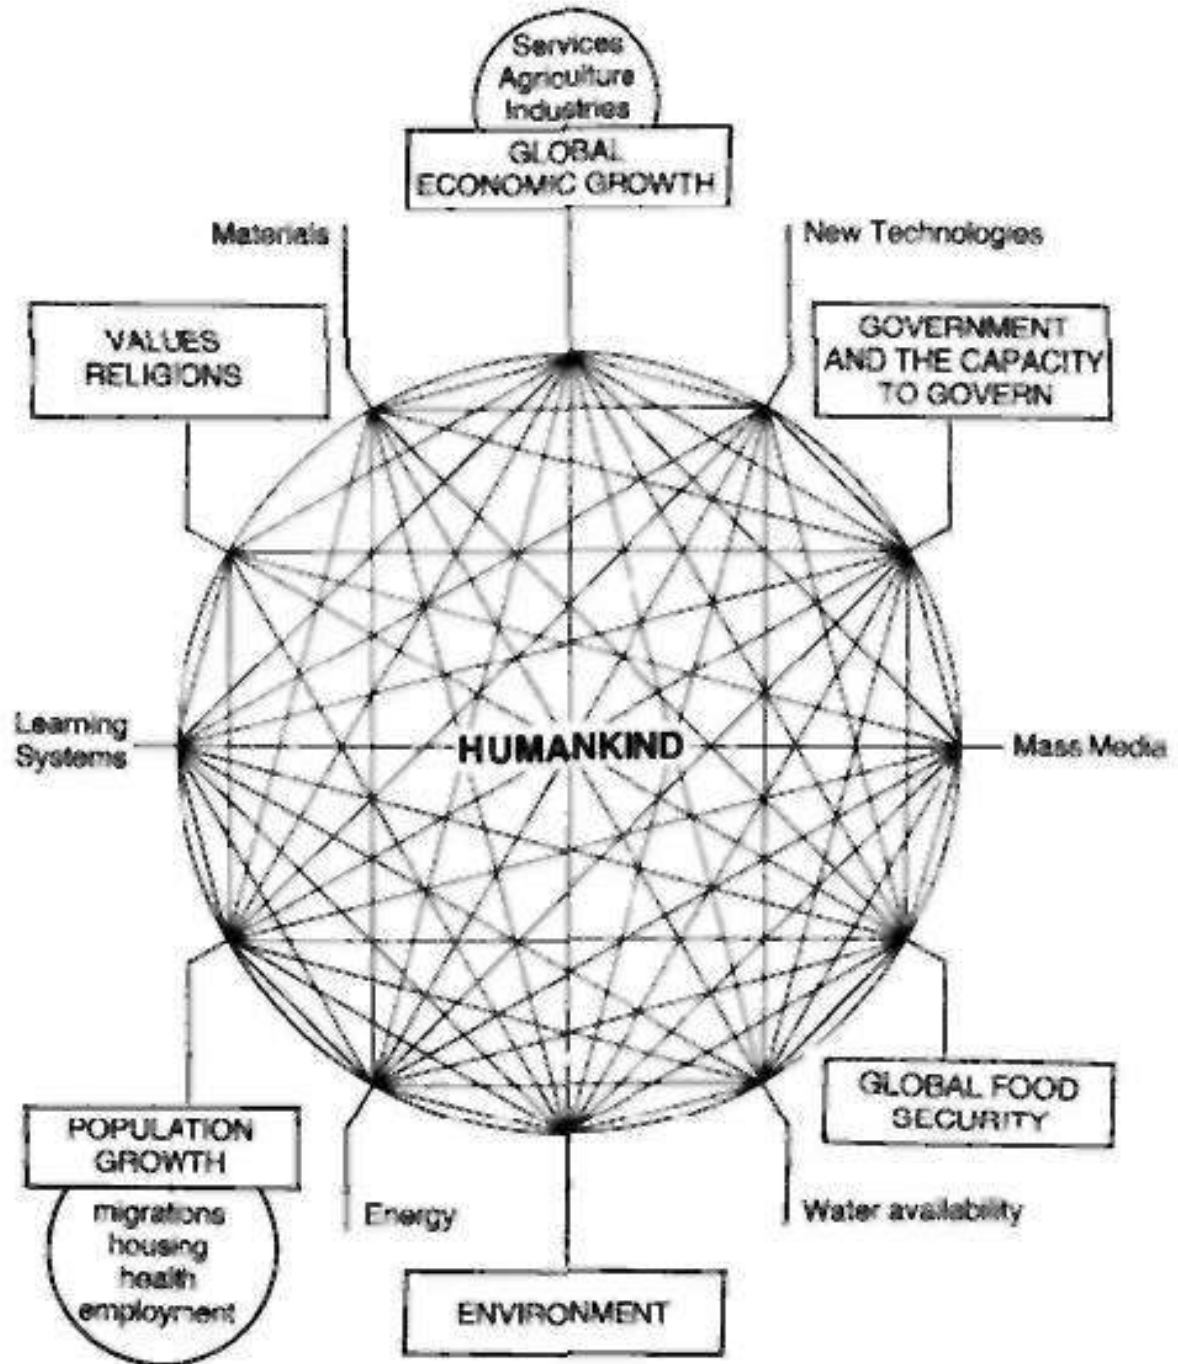 Services
Agriculture
Industries
GLOBAL
ECONOMIC GROWTH
Materials
New Technologies
VALUES
RELIGIONS
GOVERNMENT
AND THE CAPACITY
TO GOVERN
Learning
Systems
HUMANKIND
Mass Media
GLOBAL FOOD
SECURITY
POPULATION
GROWTH
migrations
housing
health
employment
Energy
Water availability
ENVIRONMENT